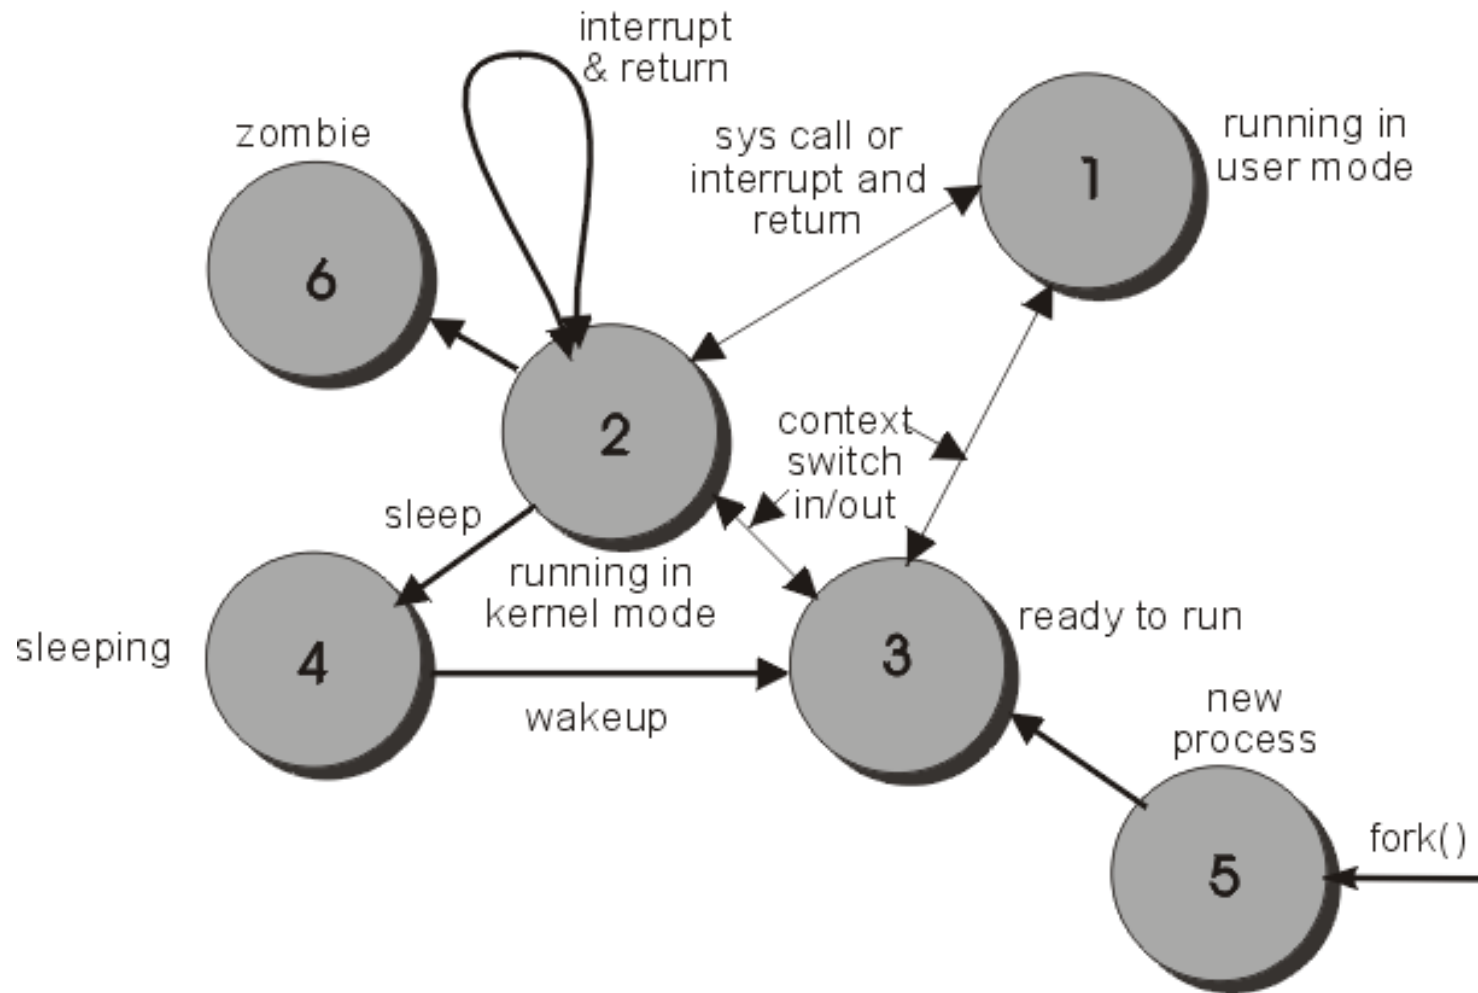 interrupt
& return
zombie
6
sys call or
interrupt and
return
1
running in
user mode
2
context
switch
in/out
sleep
running in
kernel mode
sleeping
4
wakeup
3
ready to run
new
process
5
fork()